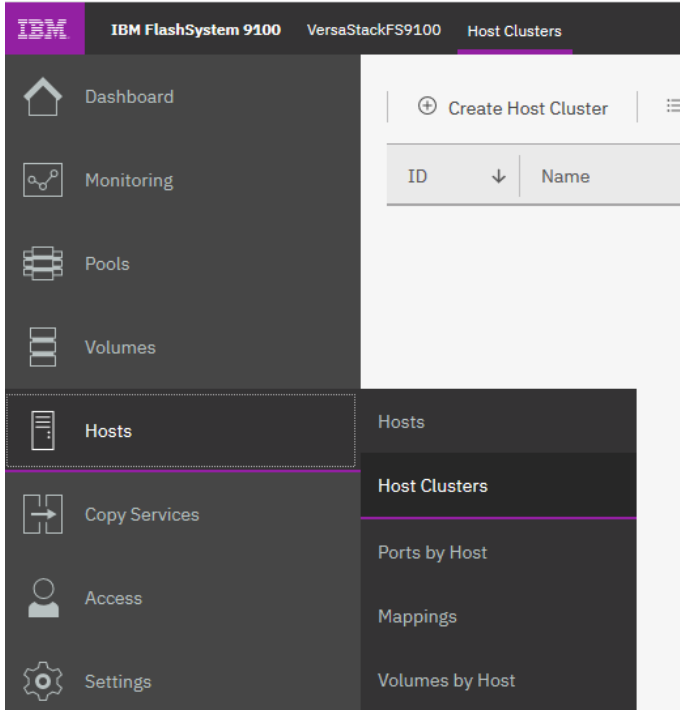 IBM IBM FlashSystem 9100 VersaStackFS9100 Host Clusters
Dashboard
Monitoring
Pools
Volumes
Hosts
Copy Services
Access
Settings
Create Host Cluster
ID Name
Hosts
Host Clusters
Ports by Host
Mappings
Volumes by Host